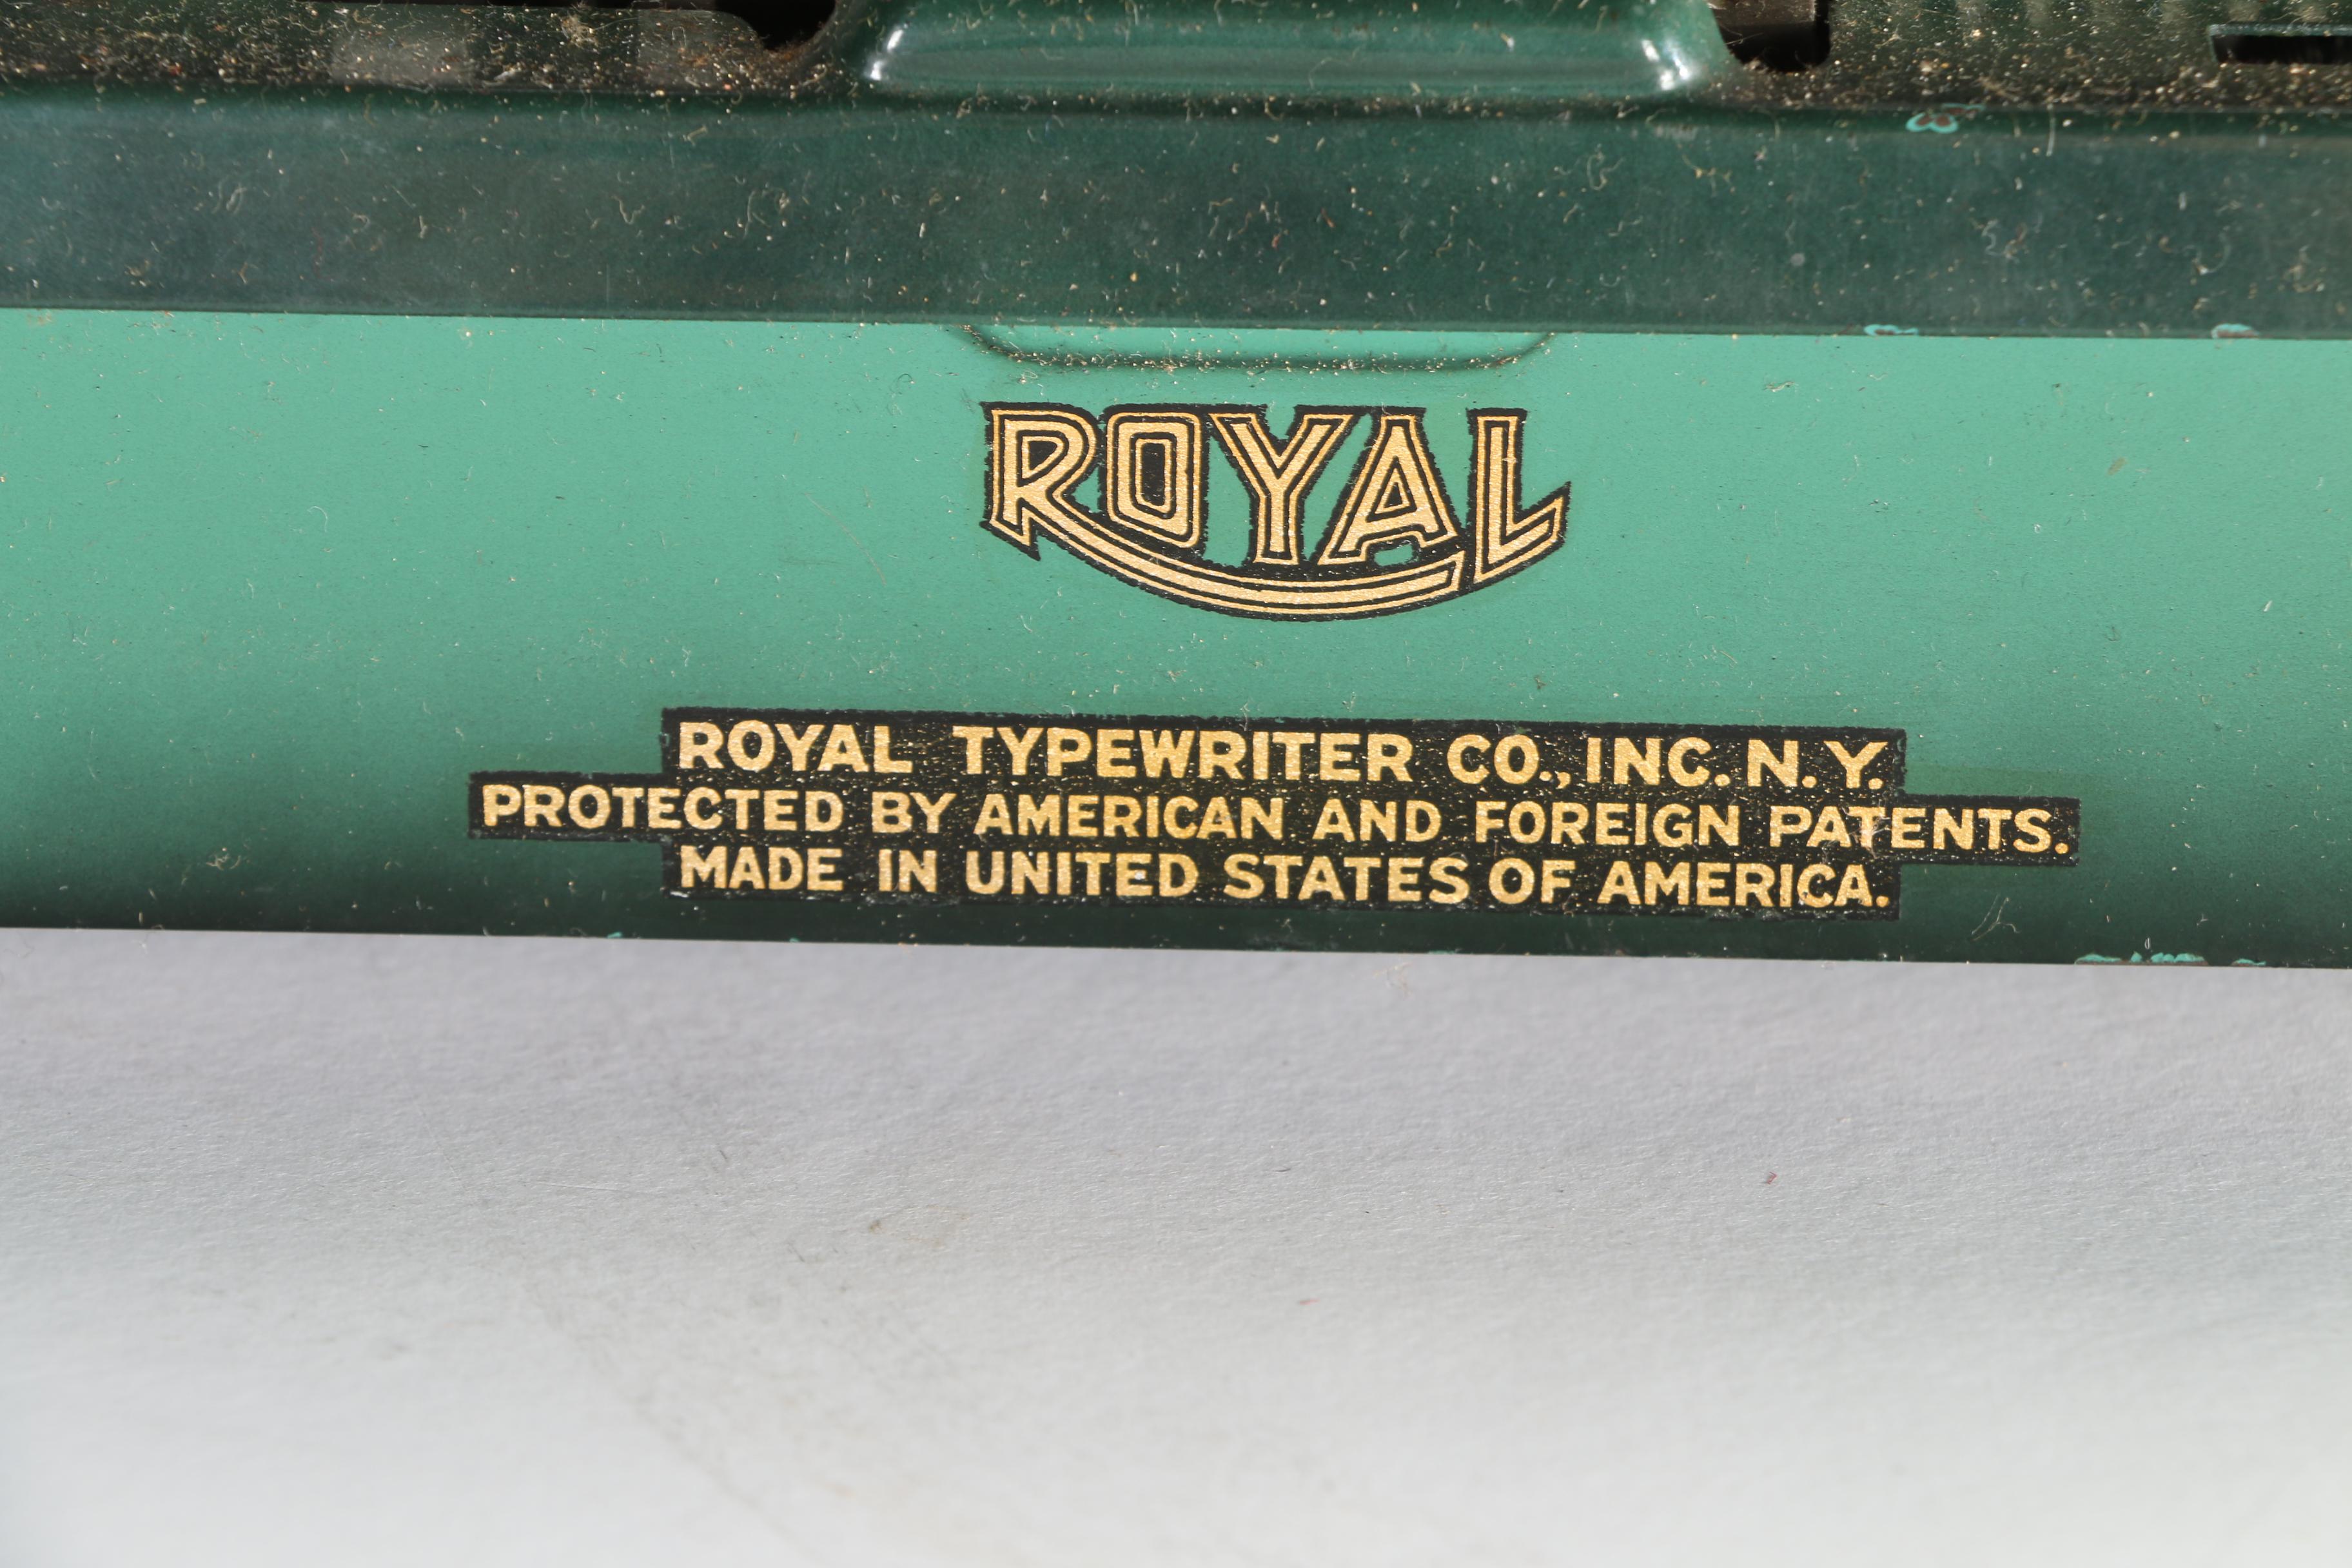 ROYAL
ROYAL TYPEWRITER CO., INC. N. Y.
PROTECTED BY AMERICAN AND FOREIGN PATENTS.
MADE IN UNITED STATES OF AMERICA.